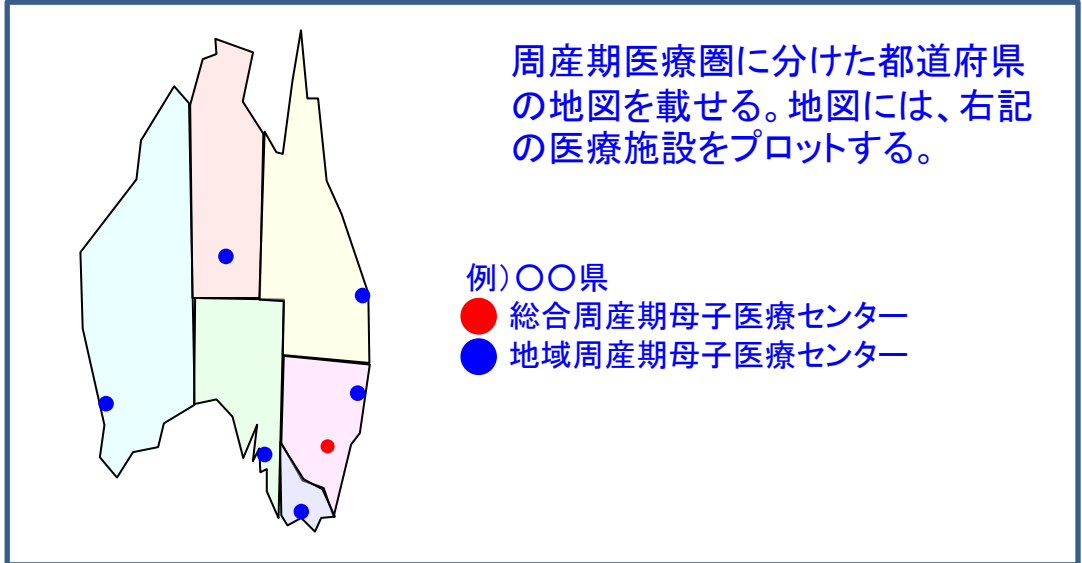 周産期医療圏に分けた都道府県
の地図を載せる。地図には、右記
の医療施設をプロットする。
例)〇〇県
総合周産期母子医療センター
地域周産期母子医療センター